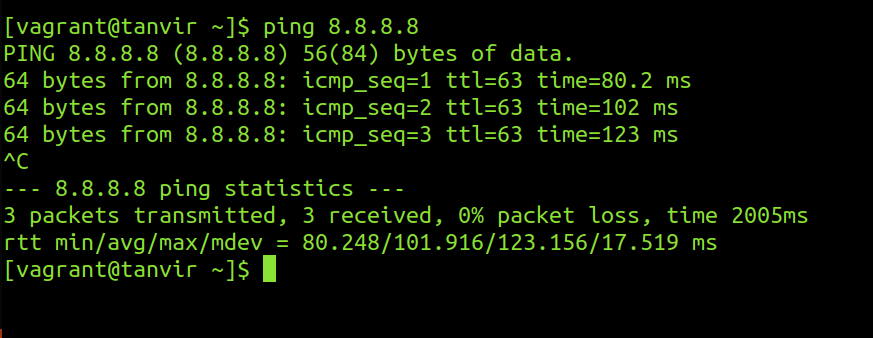 [vagrant@tanvir ~]$ ping 8.8.8.8
PING 8.8.8.8 (8.8.8.8) 56(84) bytes of data.
64 bytes from 8.8.8.8: icmp_seq=1 ttl=63 time=80.2 ms
64 bytes from 8.8.8.8: icmp_seq=2 ttl=63 time=102 ms
64 bytes from 8.8.8.8: icmp_seq=3 ttl=63 time=123 ms
^C
--- 8.8.8.8 ping statistics ---
3 packets transmitted, 3 received, 0% packet loss, time 2005ms
rtt min/avg/max/mdev = 80.248/101.916/123.156/17.519 ms
[vagrant@tanvir ~]$